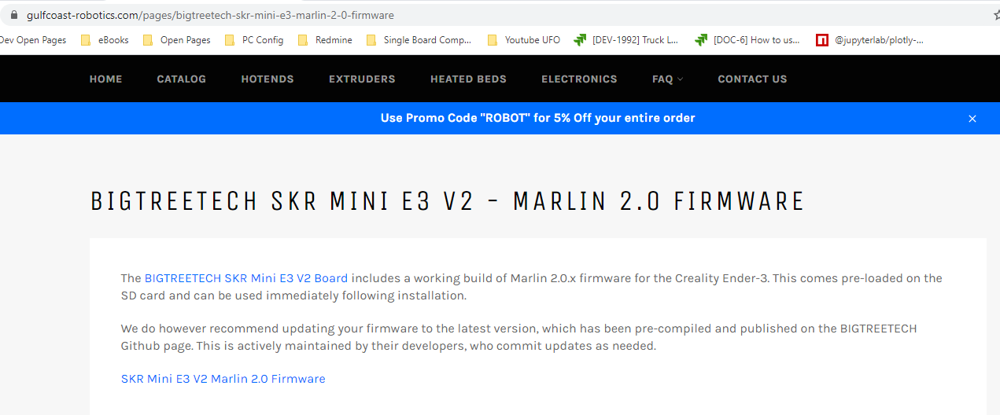 gulfcoast-robotics.com/pages/bigtreetech-skr-mini-e3-marlin-2-0-firmware
Dev Open Pages eBooks Open Pages PC Config Redmine Single Board Comp... Youtube UFO [DEV-1992] Truck L... [DOC-6] How to us... @jupyterlab/plotly-...
HOME CATALOG HOTENDS EXTRUDERS HEATED BEDS ELECTRONICS FAQ CONTACT US
Use Promo Code "ROBOT" for 5% Off your entire order ×
BIGTREETECH SKR MINI E3 V2 - MARLIN 2.0 FIRMWARE
The BIGTREETECH SKR Mini E3 V2 Board includes a working build of Marlin 2.0.x firmware for the Creality Ender-3. This comes pre-loaded on the
SD card and can be used immediately following installation.
We do however recommend updating your firmware to the latest version, which has been pre-compiled and published on the BIGTREETECH
Github page. This is actively maintained by their developers, who commit updates as needed.
SKR Mini E3 V2 Marlin 2.0 Firmware